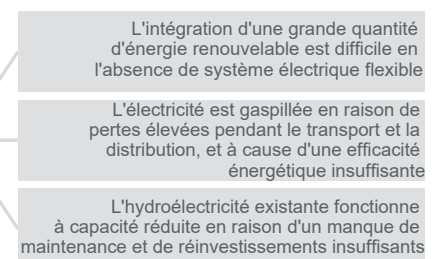 L'intégration d'une grande quantité
d'énergie renouvelable est difficile en
l'absence de système électrique flexible
L'électricité est gaspillée en raison de
pertes élevées pendant le transport et la
distribution, et à cause d'une efficacité
énergétique insuffisante
L'hydroélectricité existante fonctionne
à capacité réduite en raison d'un manque de
maintenance et de réinvestissements insuffisants